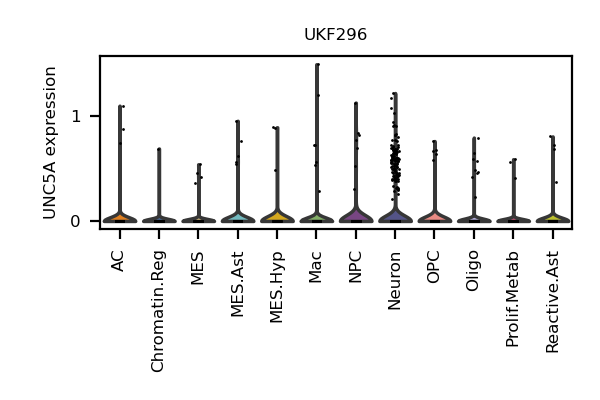 UKF296
UNC5A expression
1
0
AC
Chromatin.Reg
MES
MES.Ast
MES.Hyp
Mac
NPC
Neuron
OPC
Oligo
Prolif.Metab
Reactive.Ast